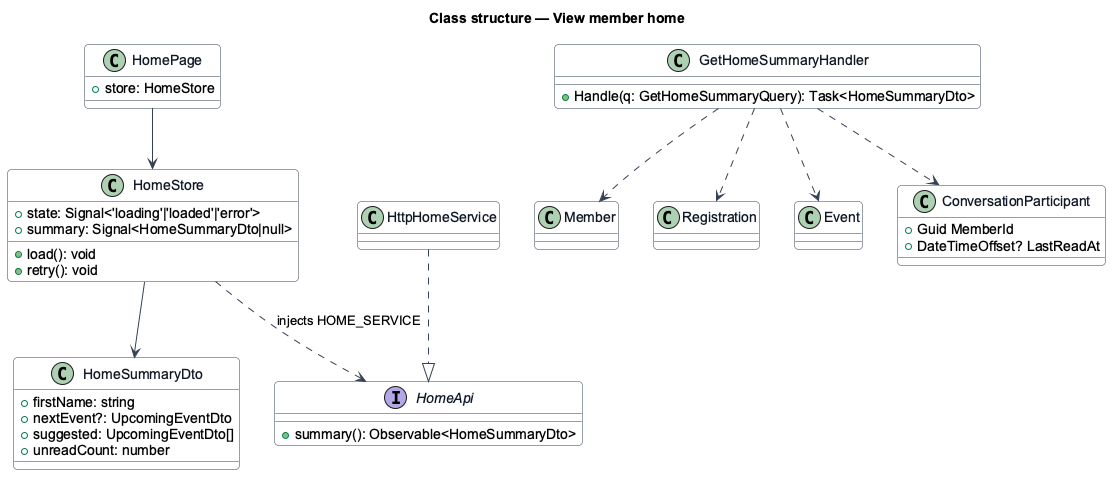 Class structure — View member home
C HomePage
store: HomeStore
C GetHomeSummaryHandler
Handle(q: GetHomeSummaryQuery): Task<HomeSummaryDto>
C HomeStore
state: Signal<'loading'|'loaded'|'error'>
summary: Signal<HomeSummaryDto|null>
load(): void
retry(): void
C HttpHomeService
C Member
C Registration
C Event
C ConversationParticipant
Guid MemberId
DateTimeOffset? LastReadAt
injects HOME_SERVICE
C HomeSummaryDto
firstName: string
nextEvent?: UpcomingEventDto
suggested: UpcomingEventDto[]
unreadCount: number
I HomeApi
summary(): Observable<HomeSummaryDto>